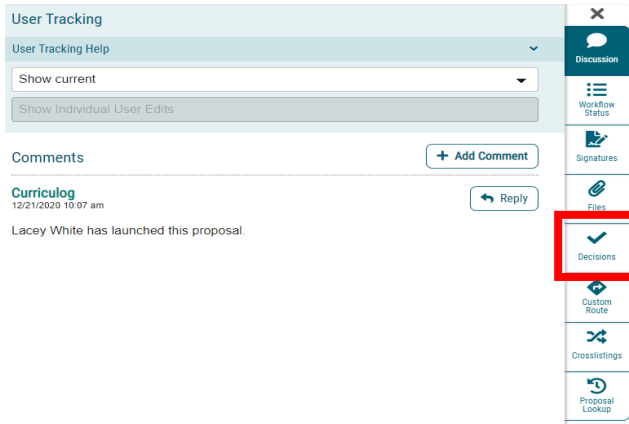 User Tracking
User Tracking Help
Show current
Show Individual User Edits
Comments
+ Add Comment
Curriculog
12/21/2020 10:07 am
Reply
Lacey White has launched this proposal.
Discussion
Workflow
Status
Signatures
Files
Decisions
Custom
Route
Crosslistings
Proposal
Lookup